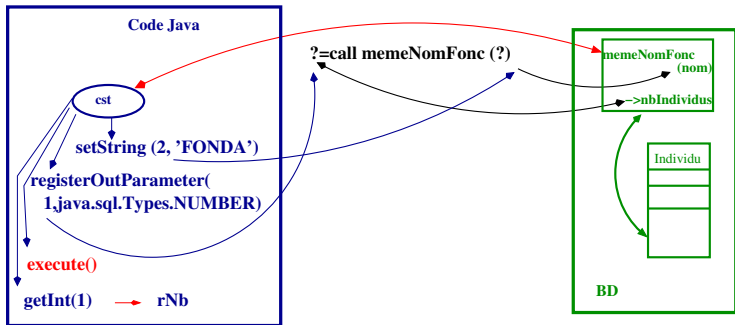 Code Java
cst
setString (2, 'FONDA')
registerOutParameter(
1,java.sql.Types.NUMBER)
execute()
getInt(1) rNb
?=call memeNomFonc (?)
memeNomFonc
(nom)
−>nbIndividus
Individu
BD